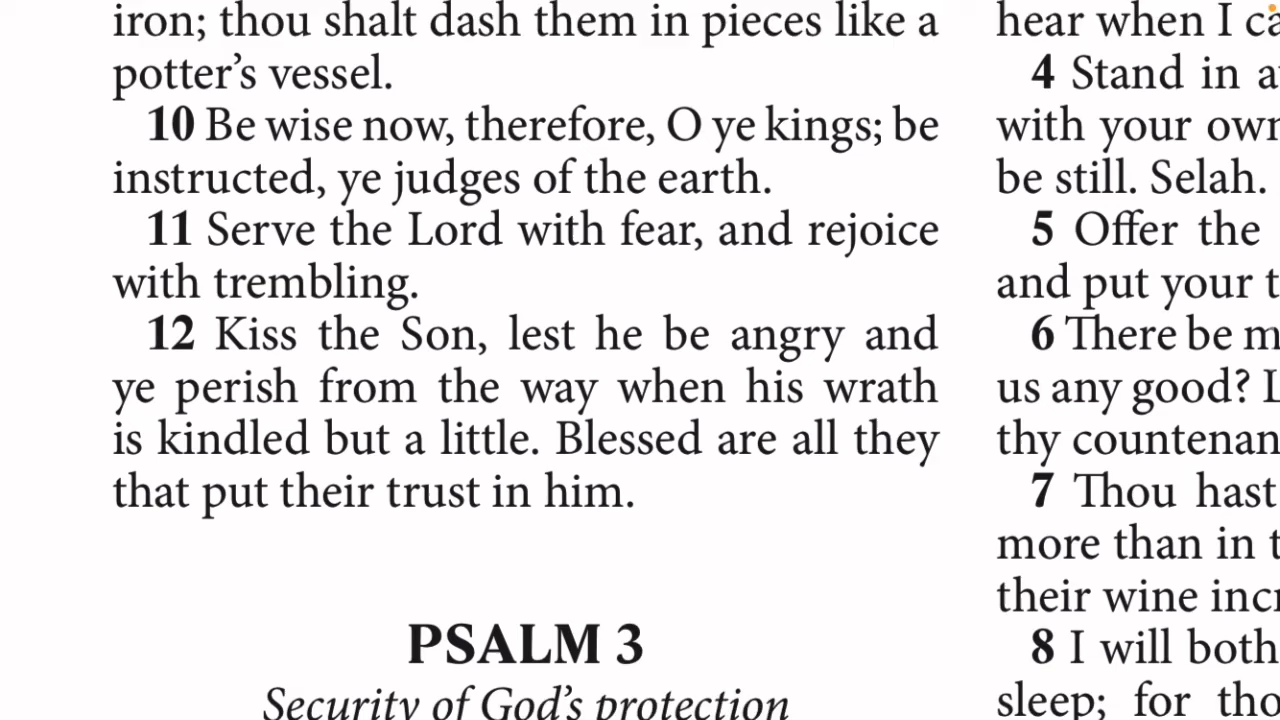 iron; thou shalt dash them in pieces like a
potter’s vessel.
10 Be wise now, therefore, O ye kings; be
instructed, ye judges of the earth.
11 Serve the Lord with fear, and rejoice
with trembling.
12 Kiss the Son, lest he be angry and
ye perish from the way when his wrath
is kindled but a little. Blessed are all they
that put their trust in him.
PSALM 3
Security of God’s protection
hear when I
4 Stand in
with your
be still. Selah.
5 Offer the
and put your
6 There be
us any good?
thy
7 Thou hast
more than in
their wine
8 I will both
sleep; for